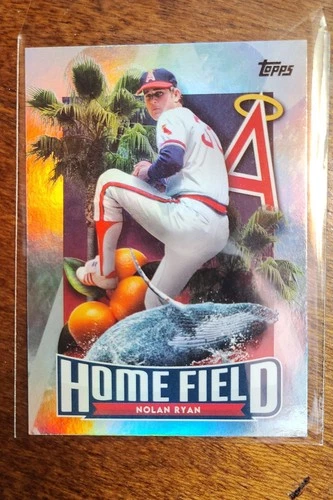 Topps
A
A
HOME FIELD
NOLAN RYAN